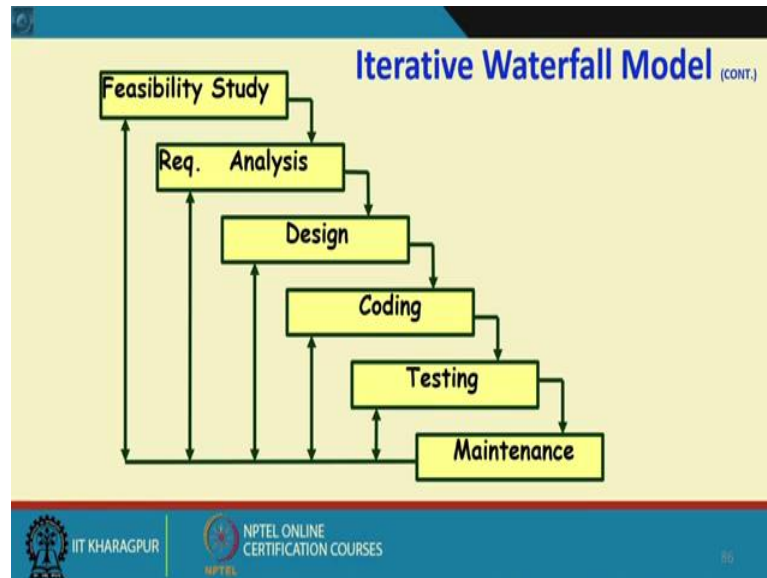 Iterative Waterfall Model (CONT.)
Feasibility Study
Req. Analysis
Design
Coding
Testing
Maintenance
IIT KHARAGPUR
NPTEL
NPTEL ONLINE
CERTIFICATION COURSES
86